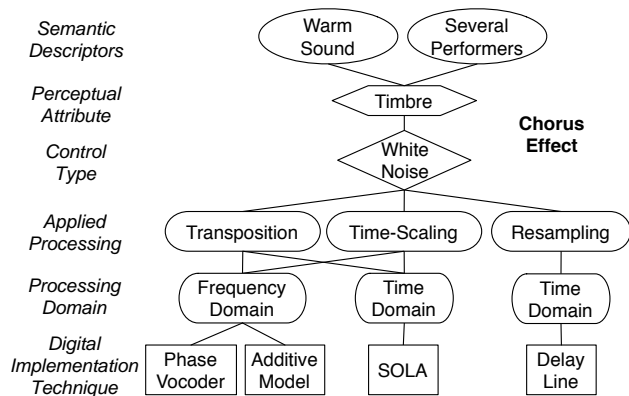 Semantic
Descriptors
Warm
Sound
Several
Performers
Perceptual
Attribute
Timbre
Chorus
Effect
Control
Type
White
Noise
Applied
Processing
Transposition
Time-Scaling
Resampling
Processing
Domain
Frequency
Domain
Time
Domain
Time
Domain
Digital
Implementation
Technique
Phase
Vocoder
Additive
Model
SOLA
Delay
Line